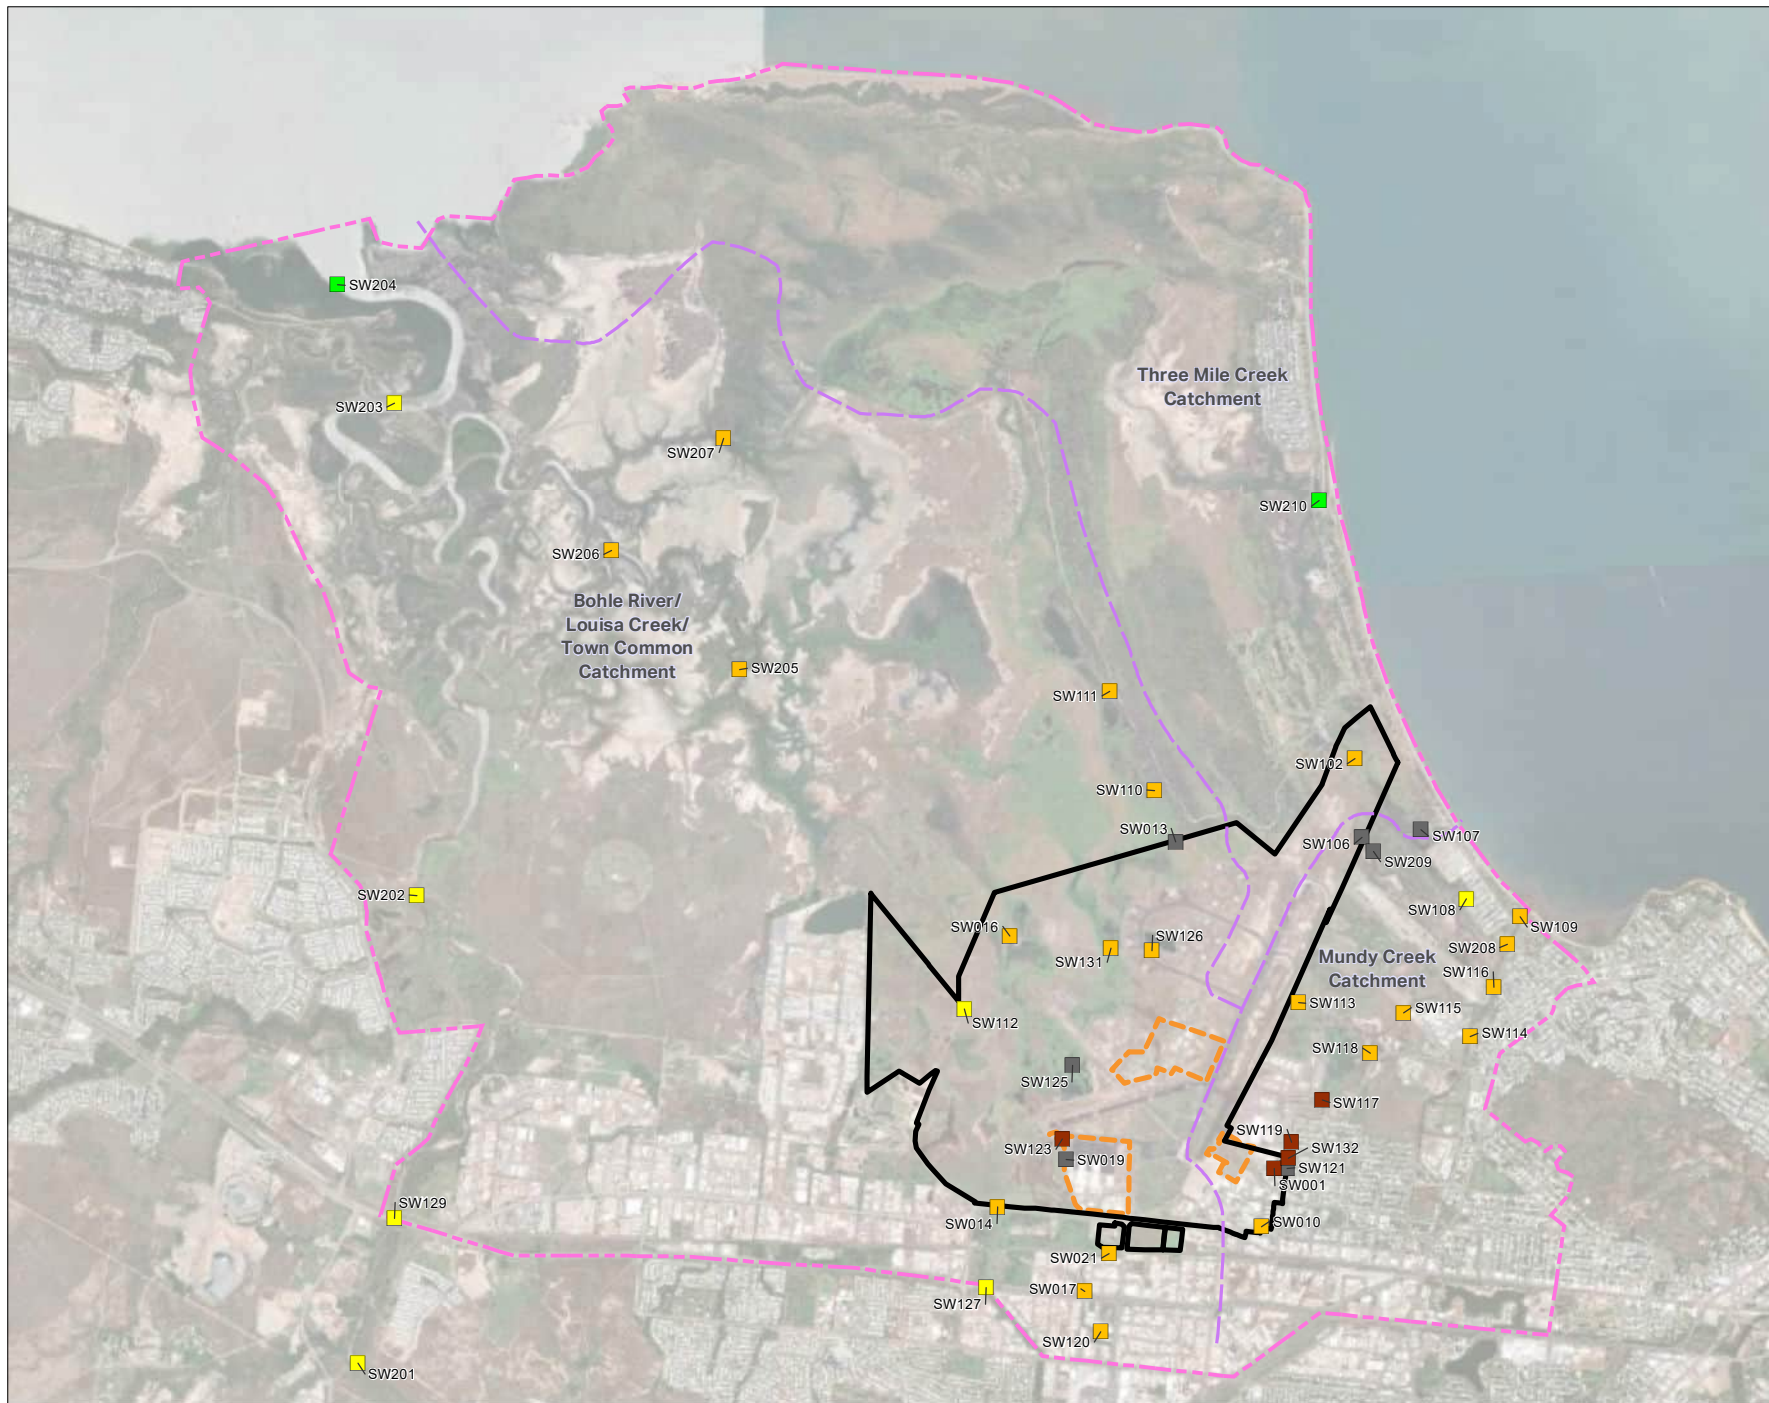 SW204
Three Mile Creek
Catchment
SW203
SW207
SW210
SW206
Bohle River/
Louisa Creek/
Town Common
Catchment
SW205
SW111
SW102
SW110
SW013
SW107
SW106
SW209
SW202
SW108
SW016
SW109
SW126
SW208
SW131
Mundy Creek
Catchment
SW116
SW113
SW115
SW112
SW114
SW118
SW125
SW117
SW119
SW123
SW132
SW019
SW121
SW001
SW129
SW014
SW010
SW021
SW017
SW127
SW120
SW201